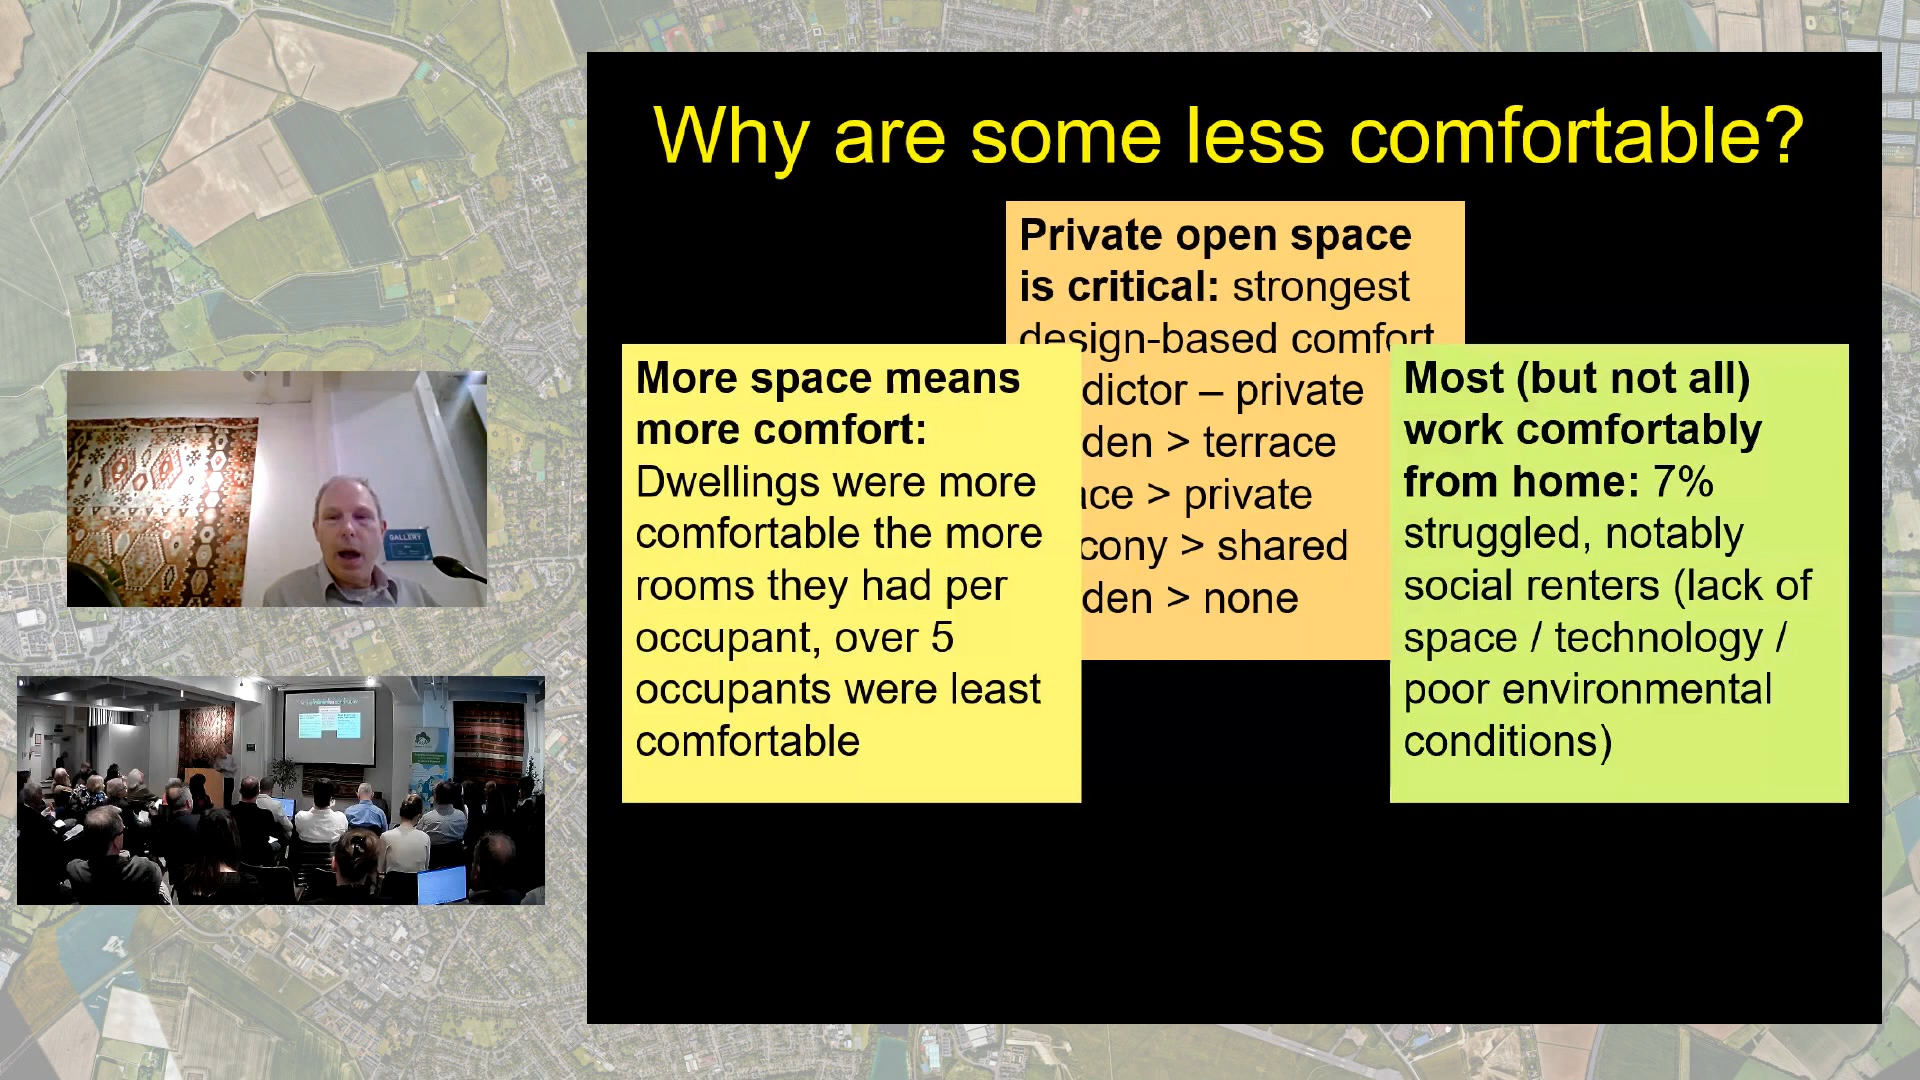 Why are some less comfortable?
Private open space
is critical: strongest
design-based comfort
dictor – private
den > terrace
ace > private
cony > shared
den > none
More space means
more comfort:
Dwellings were more
comfortable the more
rooms they had per
occupant, over 5
occupants were least
comfortable
Most (but not all)
work comfortably
from home: 7%
struggled, notably
social renters (lack of
space / technology /
poor environmental
conditions)
GALLERY